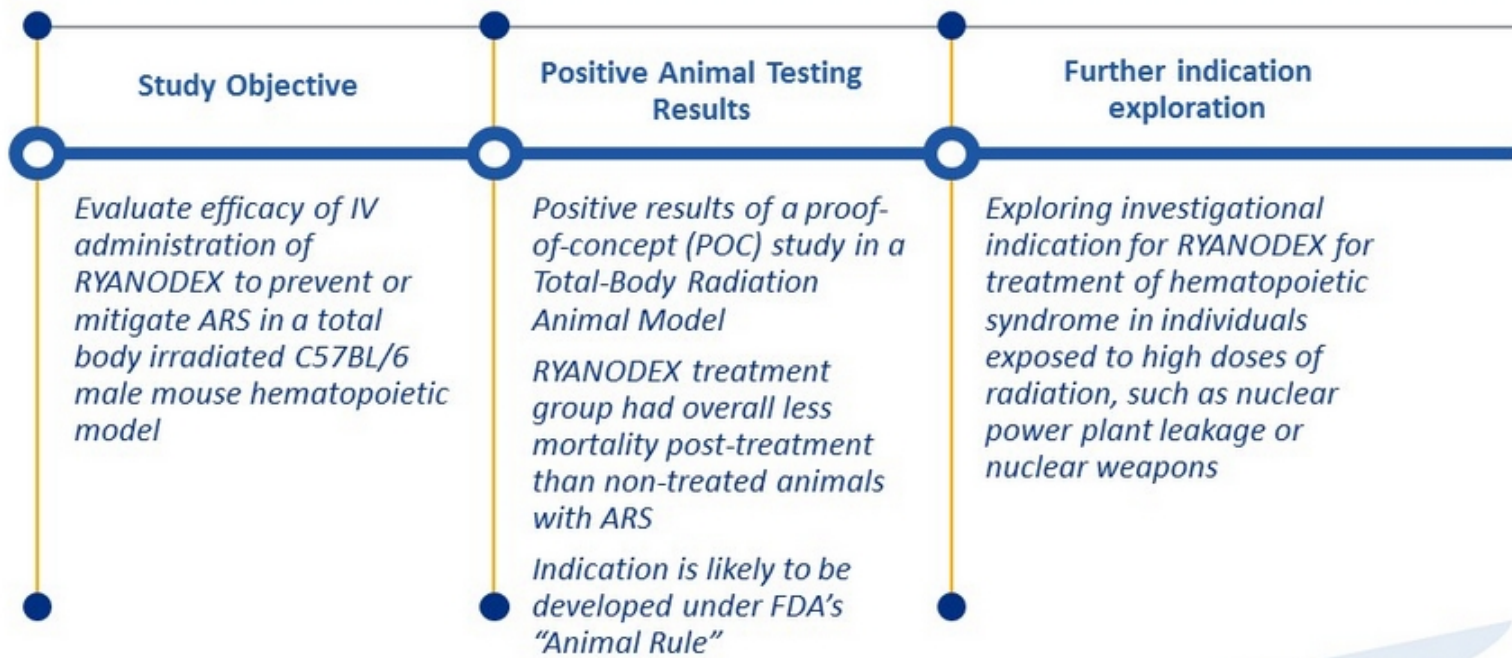 Study Objective
Evaluate efficacy of IV
administration of
RYANODEX to prevent or
mitigate ARS in a total
body irradiated C57BL/6
male mouse hematopoietic
model
Positive Animal Testing
Results
Positive results of a proof-
of-concept (POC) study in a
Total-Body Radiation
Animal Model
RYANODEX treatment
group had overall less
mortality post-treatment
than non-treated animals
with ARS
Indication is likely to be
developed under FDA’s
“Animal Rule”
Further indication
exploration
Exploring investigational
indication for RYANODEX for
treatment of hematopoietic
syndrome in individuals
exposed to high doses of
radiation, such as nuclear
power plant leakage or
nuclear weapons